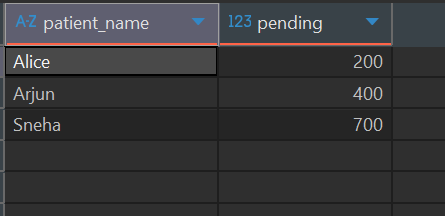 A-Z patient_name 123 pending
Alice 200
Arjun 400
Sneha 700